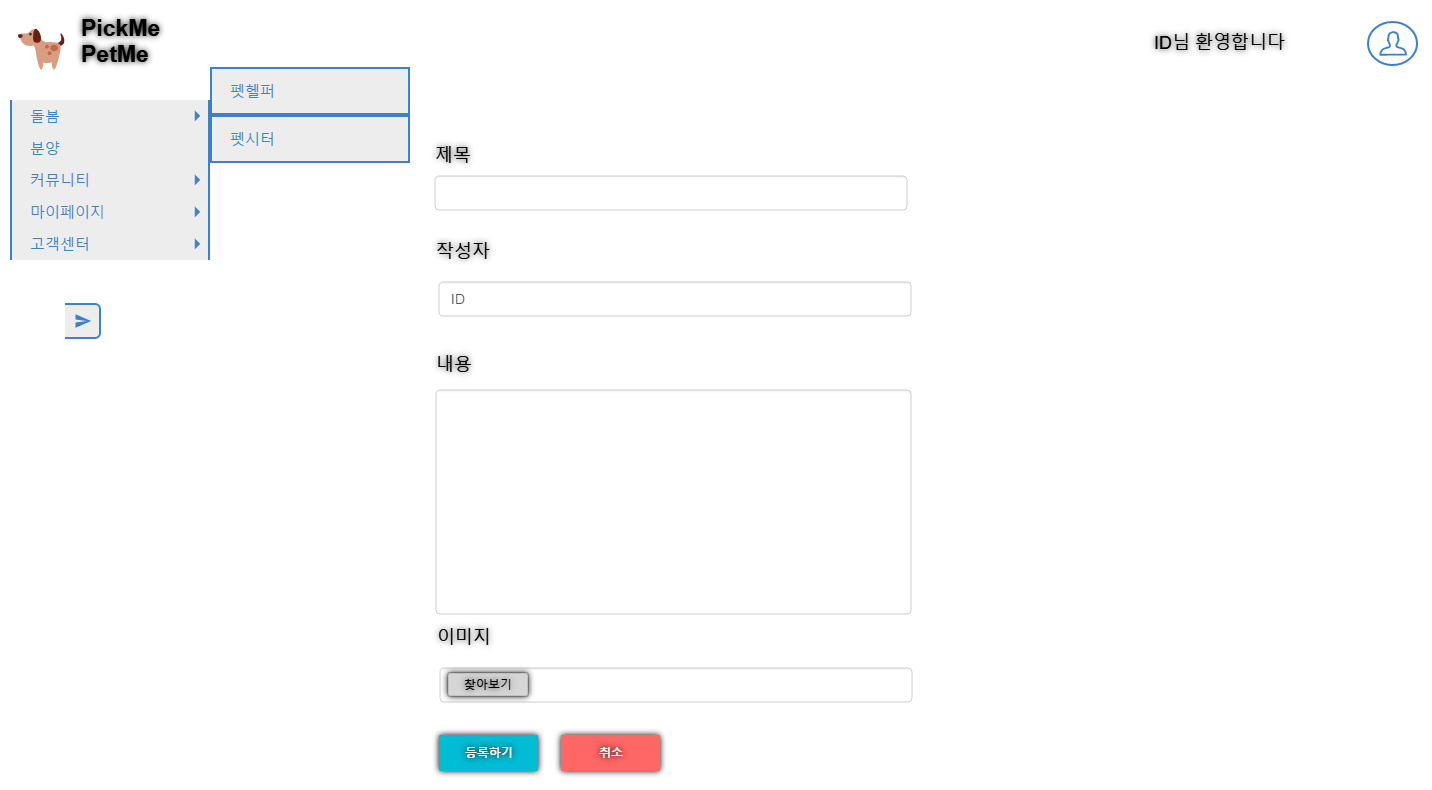 PickMe
PetMe
ID님 환영합니다
돌봄
분양
커뮤니티
마이페이지
고객센터
펫헬퍼
펫시터
제목
작성자
ID
내용
이미지
찾아보기
등록하기
취소